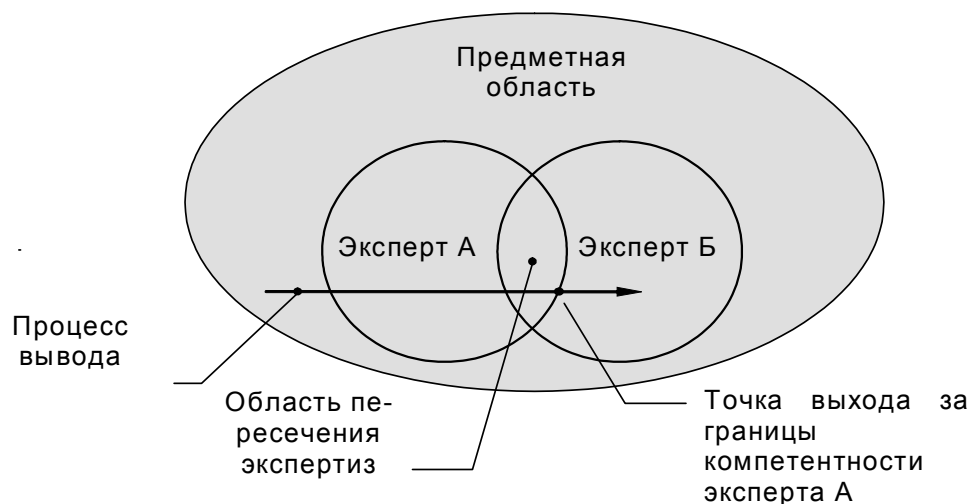 Предметная
область
Эксперт А
Эксперт Б
Процесс
вывода
Область пе-
ресечения
экспертиз
Точка выхода за
границы
компетентности
эксперта А